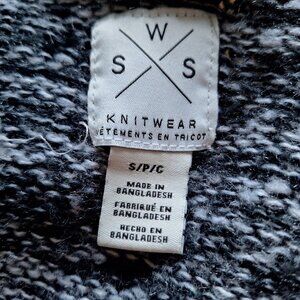 W
S S
KNITWEAR
VÊTEMENTS EN TRICOT
S/P/C
MADE IN
BANGLADESH
FABRIQUÉ EN
BANGLADESH
HECHO EN
BANGLADESH